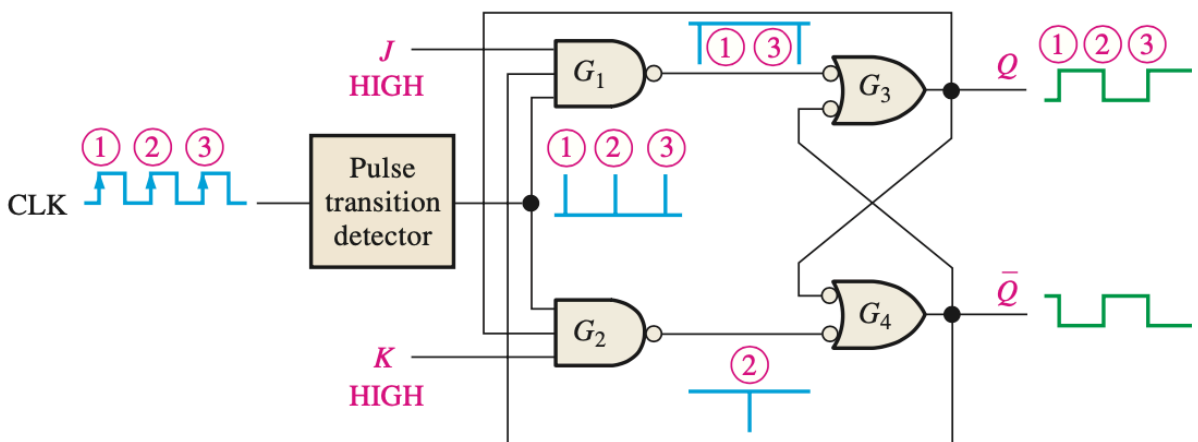 ① ③
① ② ③
J
HIGH
G₁
G₃
Q
① ② ③
CLK
Pulse
transition
detector
① ② ③
K
HIGH
G₂
G₄
Q̅
②